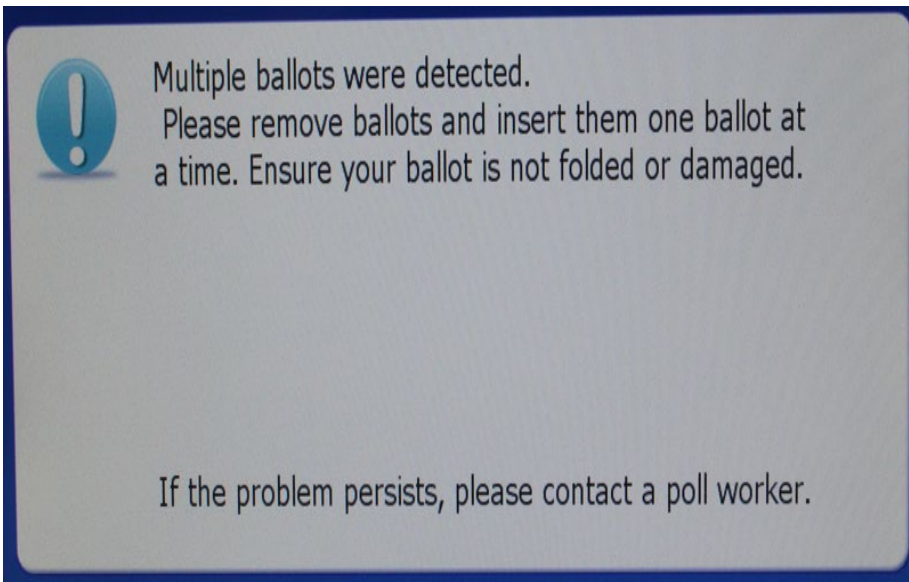 Multiple ballots were detected.
Please remove ballots and insert them one ballot at
a time. Ensure your ballot is not folded or damaged.
If the problem persists, please contact a poll worker.